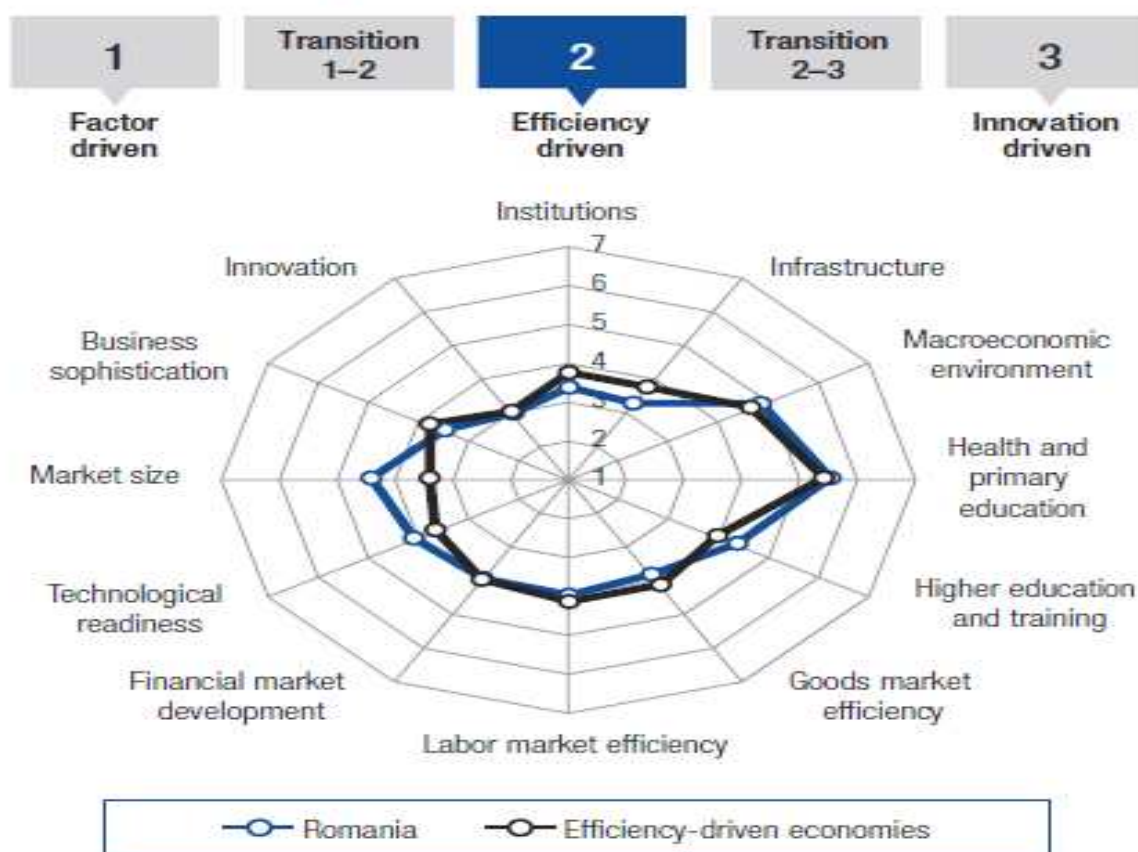 1
Transition
1–2
2
Transition
2–3
3
Factor
driven
Efficiency
driven
Innovation
driven
Institutions
Innovation
Infrastructure
Business
sophistication
Macroeconomic
environment
Market size
Health and
primary
education
Technological
readiness
Higher education
and training
Financial market
development
Goods market
efficiency
Labor market efficiency
7
6
5
4
3
2
1
Romania
Efficiency-driven economies